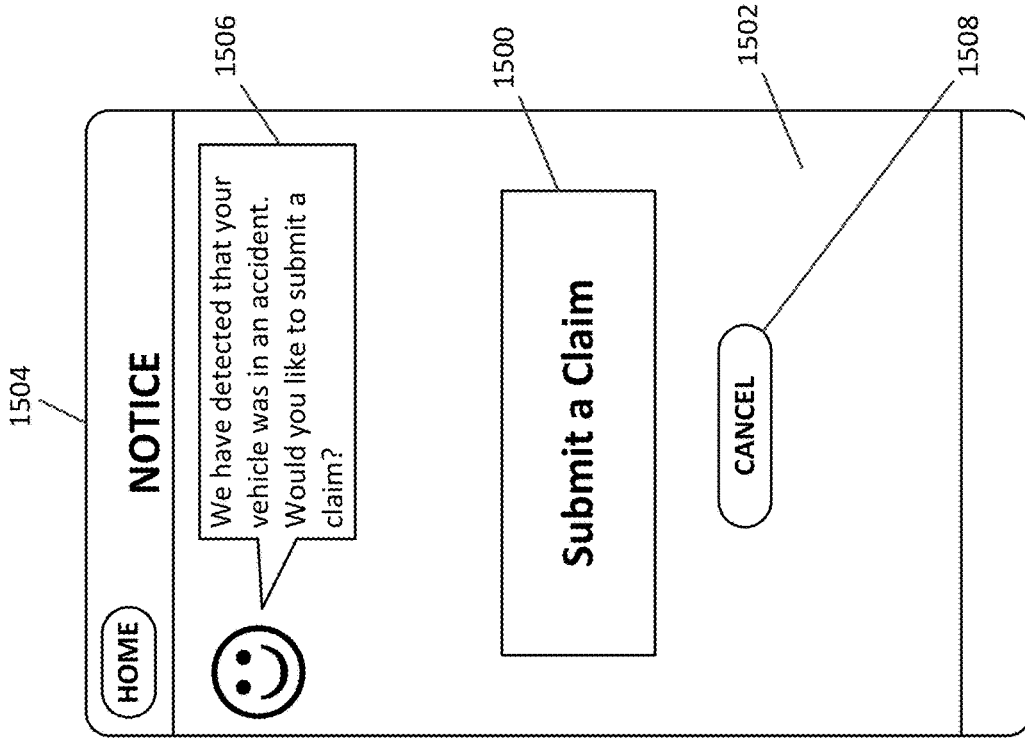 1504
HOME
NOTICE
We have detected that your
vehicle was in an accident.
Would you like to submit a
claim?
1506
Submit a Claim
1500
1502
CANCEL
1508